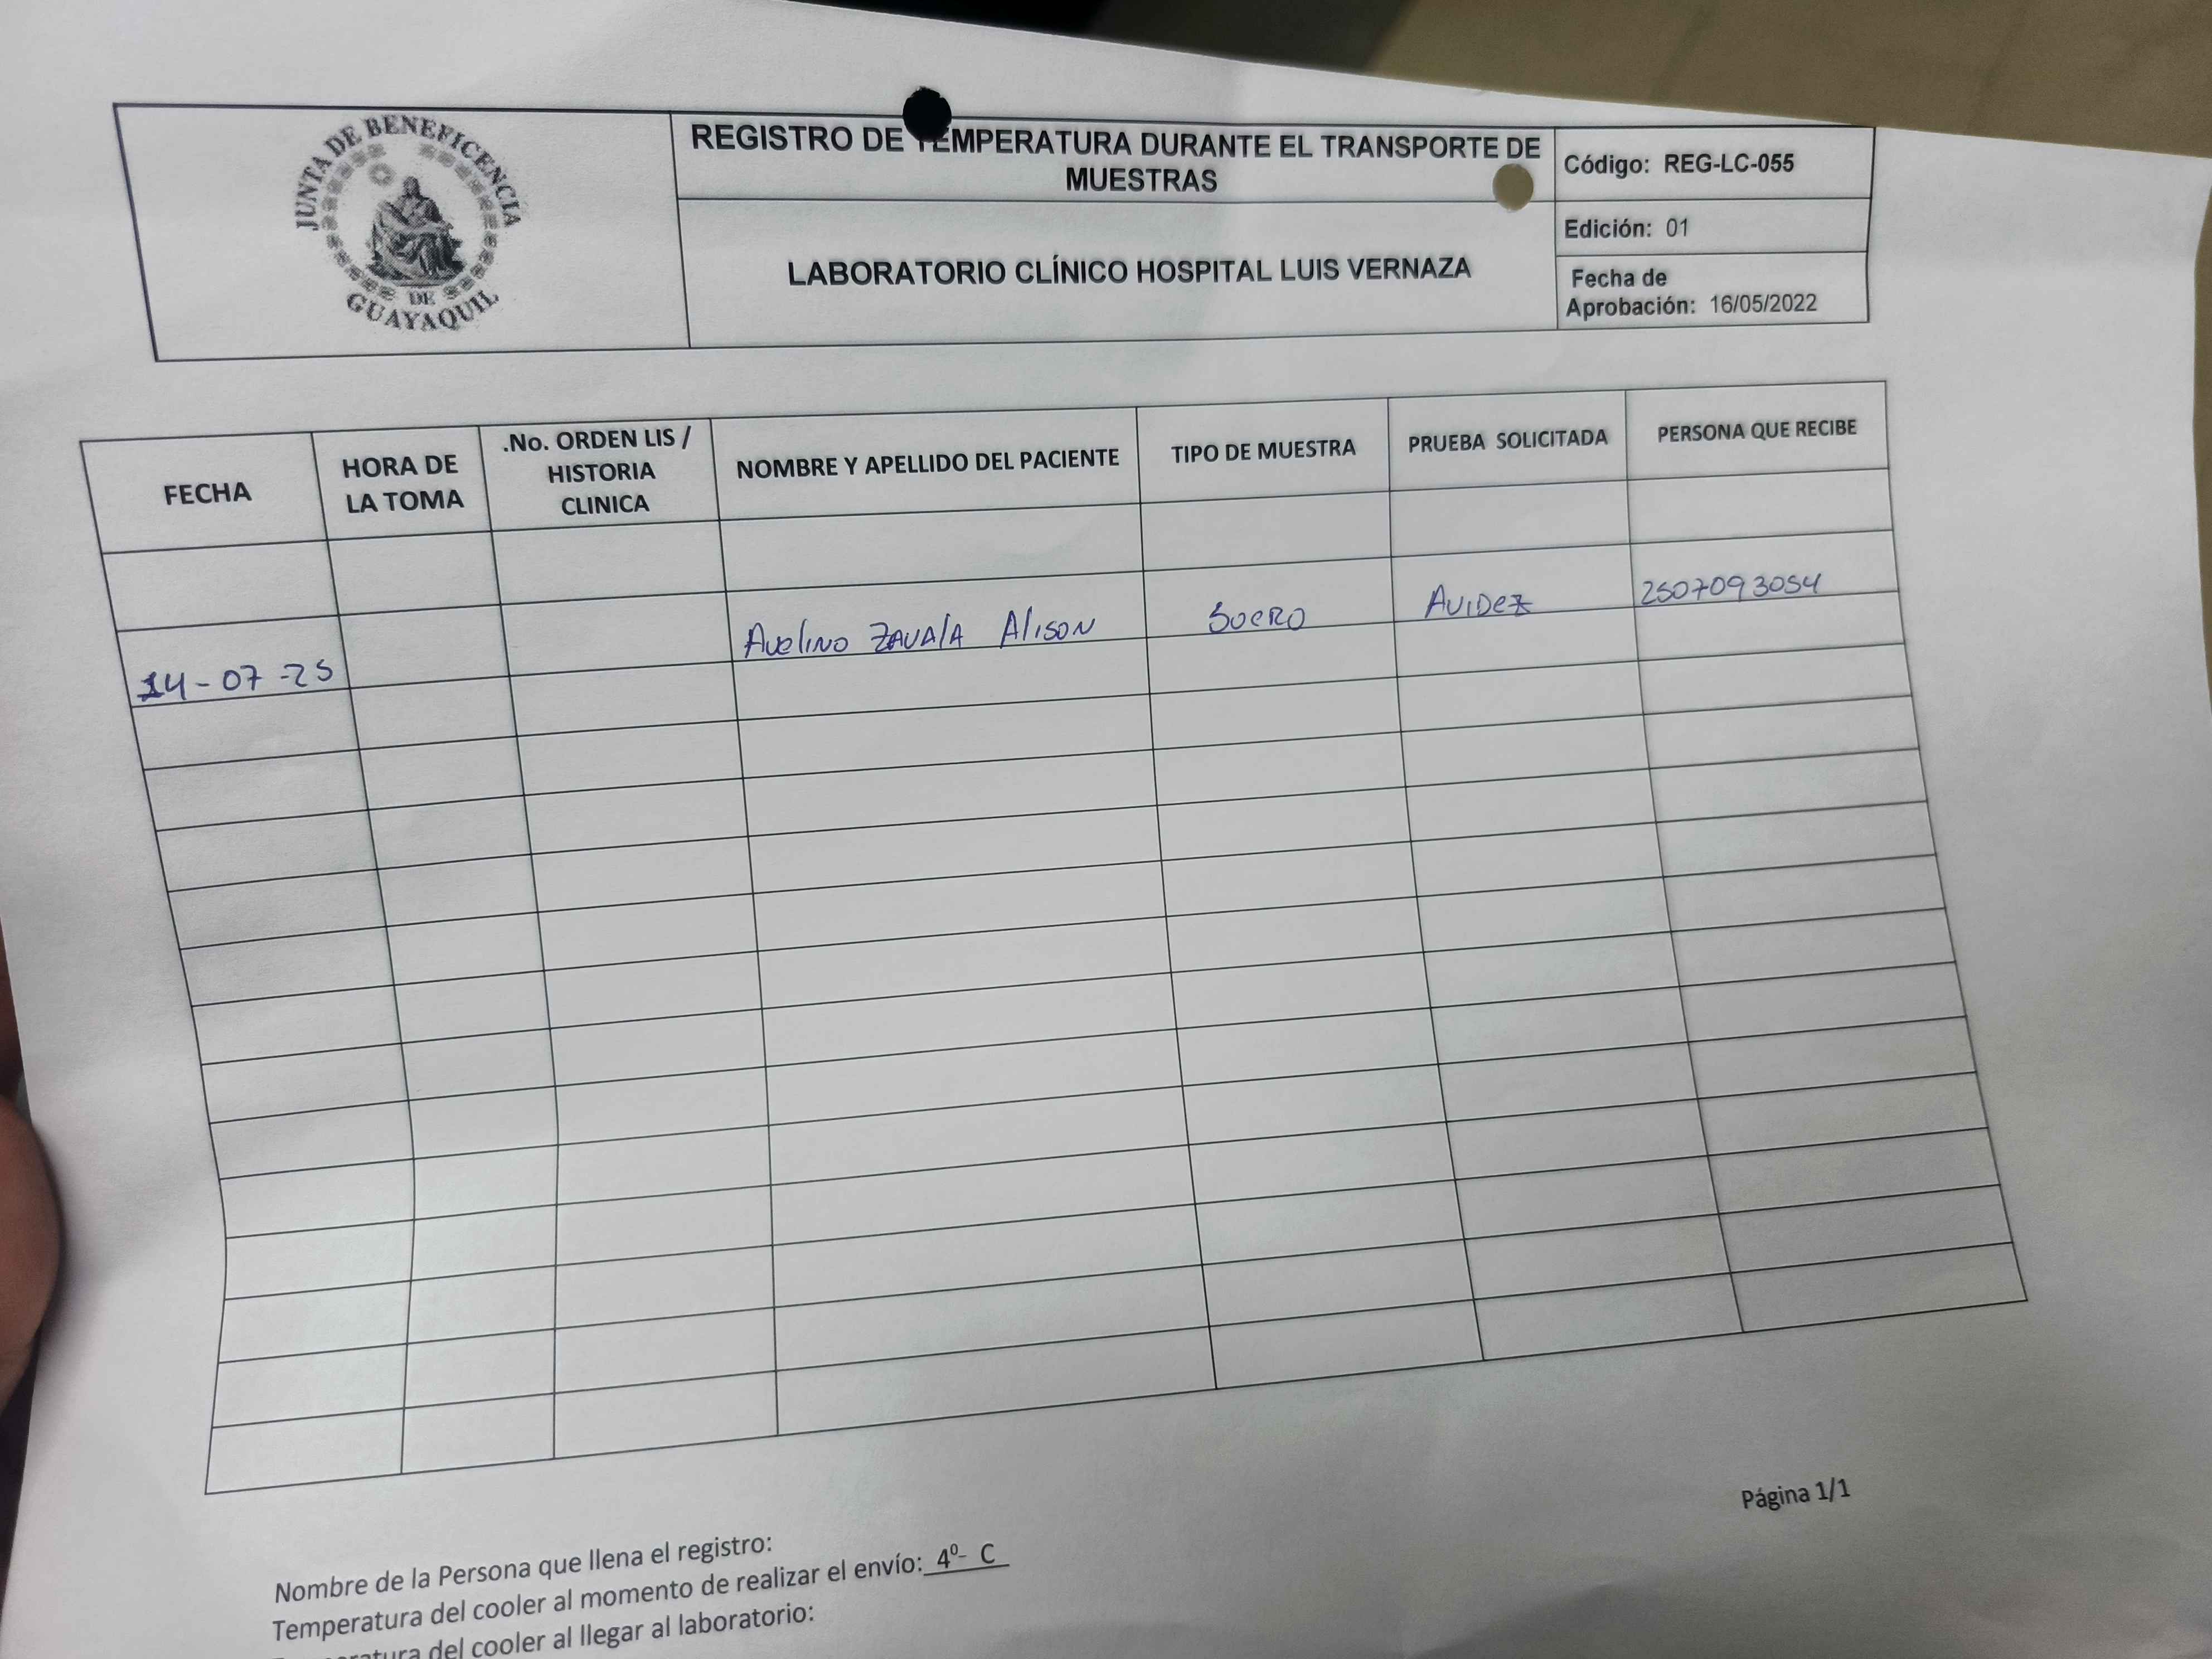 JUNTA DE BENEFICENCIA
DE
GUAYAQUIL
REGISTRO DE TEMPERATURA DURANTE EL TRANSPORTE DE
MUESTRAS
LABORATORIO CLÍNICO HOSPITAL LUIS VERNAZA
Código: REG-LC-055
Edición: 01
Fecha de
Aprobación: 16/05/2022
FECHA
HORA DE
LA TOMA
.No. ORDEN LIS /
HISTORIA
CLINICA
NOMBRE Y APELLIDO DEL PACIENTE
TIPO DE MUESTRA
PRUEBA SOLICITADA
PERSONA QUE RECIBE
14-07-25
Avelino ZAVAlA Alison
SueRO
AviDez
2507093054
Página 1/1
Nombre de la Persona que llena el registro:
Temperatura del cooler al momento de realizar el envío: 4º- C
del cooler al llegar al laboratorio: